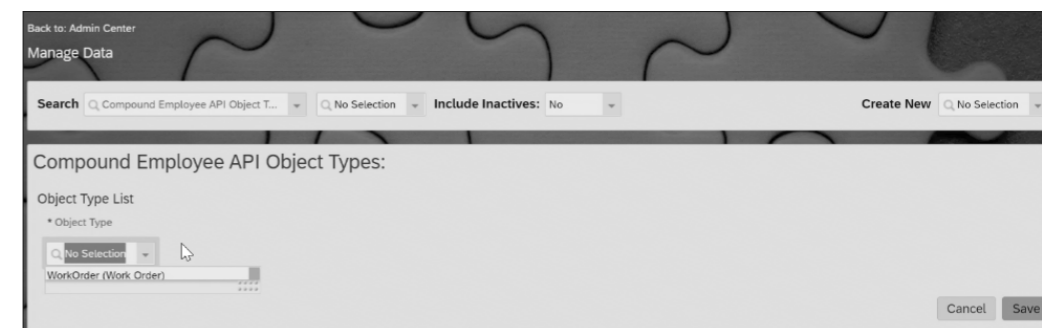 Back to: Admin Center
Manage Data
Search Compound Employee API Object T... No Selection Include Inactives: No Create New No Selection
Compound Employee API Object Types:
Object Type List
* Object Type
No Selection
WorkOrder (Work Order)
Cancel Save